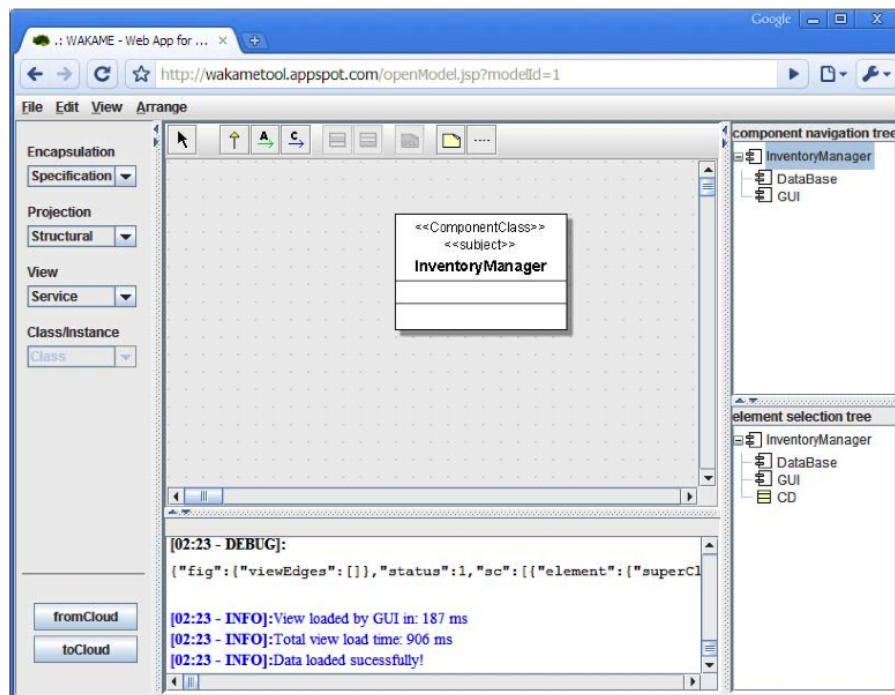 Google
.: WAKAME - Web App for ...
http://wakametool.appspot.com/openModel.jsp?modelId=1
File Edit View Arrange
Encapsulation
Specification
Projection
Structural
View
Service
Class/Instance
Class
fromCloud
toCloud
A
C
<<ComponentClass>>
<<subject>>
InventoryManager
[02:23 - DEBUG]:
{"fig":{"viewEdges":[]},"status":1,"sc":[{"element":{"superCl
[02:23 - INFO]:View loaded by GUI in: 187 ms
[02:23 - INFO]:Total view load time: 906 ms
[02:23 - INFO]:Data loaded sucessfully!
component navigation tree
InventoryManager
DataBase
GUI
element selection tree
InventoryManager
DataBase
GUI
CD